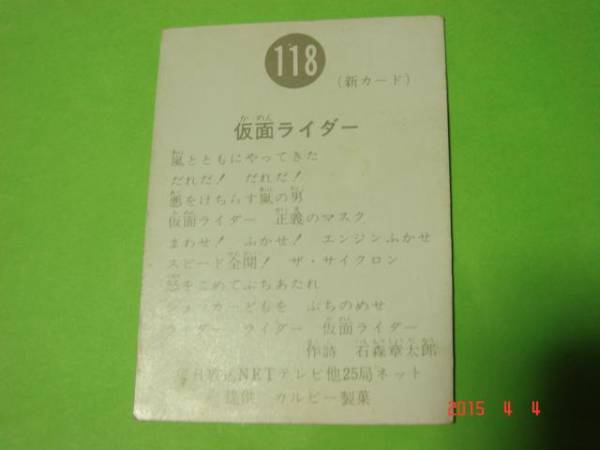 118
(新カード)
仮面ライダー
嵐とともにやってきた
だれだ! だれだ!
悪をけちらす嵐の男
仮面ライダー 正義のマスク
まわせ! ふかせ! エンジンふかせ
スピード全開! ザ・サイクロン
怒をこめてぶちあたれ
ショッカーどもを ぶちのめせ
ライダー ライダー 仮面ライダー
作詩 石森章太郎
毎日放送NETテレビ他25局ネット
提供 カルビー製菓
2015 4 4